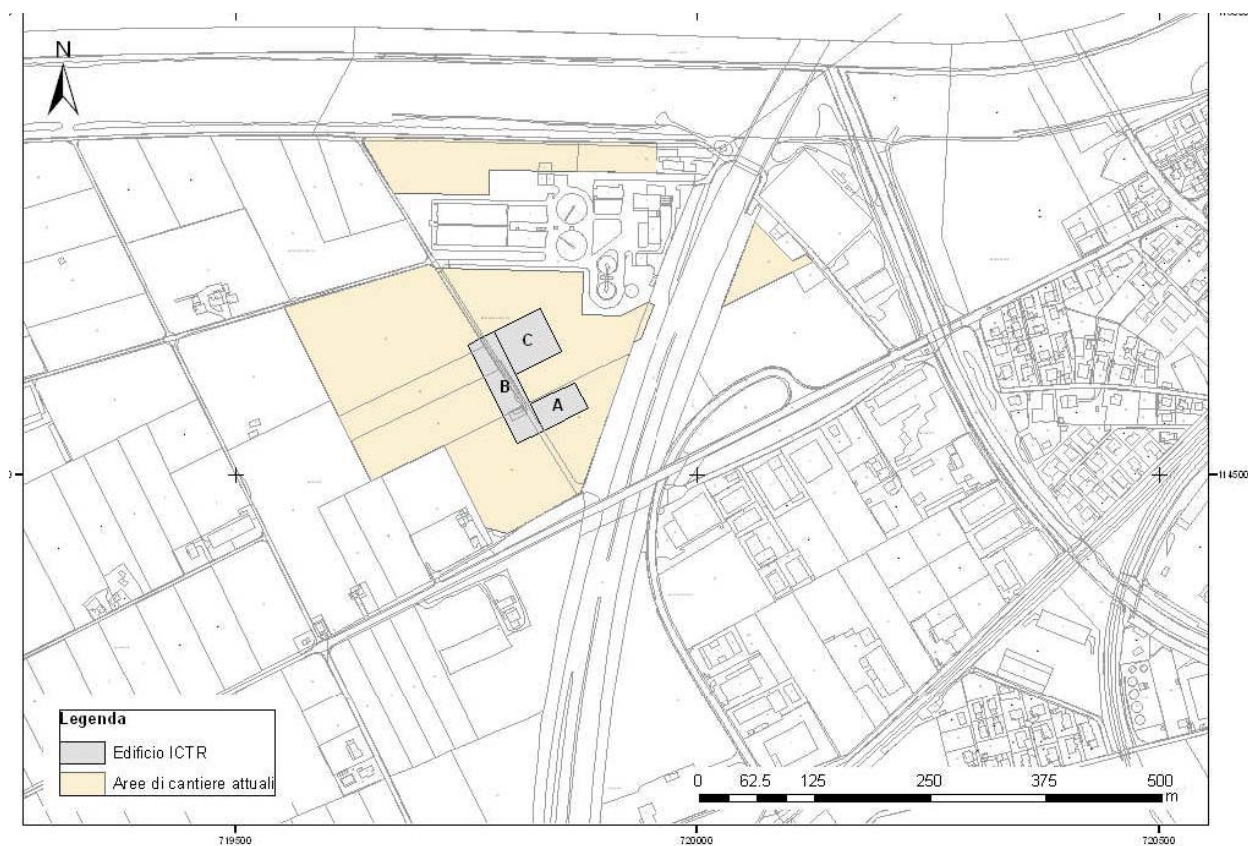 N
C
B
A
114500
Legenda
Edificio ICTR
Aree di cantiere attuali
0 62.5 125 250 375 500
m
719500 720000 720500